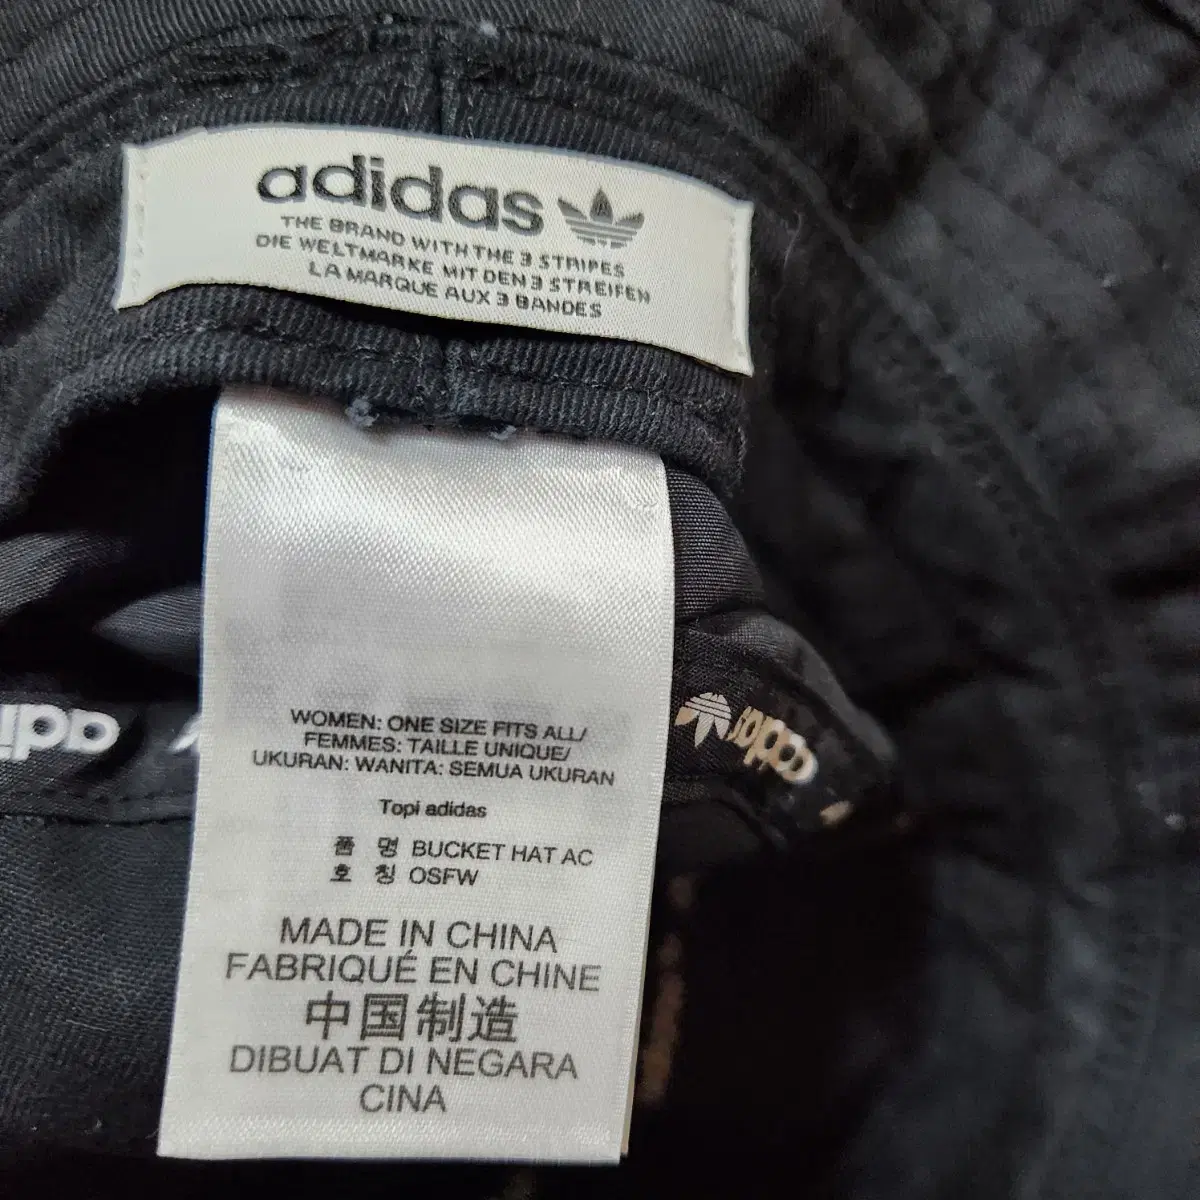 adidas
THE BRAND WITH THE 3 STRIPES
DIE WELTMARKE MIT DEN 3 STREIFEN
LA MARQUE AUX 3 BANDES
adidas
WOMEN: ONE SIZE FITS ALL/
FEMMES: TAILLE UNIQUE/
UKURAN: WANITA: SEMUA UKURAN
Topi adidas
품 명 BUCKET HAT AC
호 칭 OSFW
MADE IN CHINA
FABRIQUÉ EN CHINE
中国制造
DIBUAT DI NEGARA
CINA